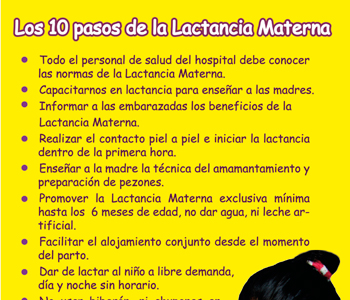 Los 10 pasos de la Lactancia Materna
• Todo el personal de salud del hospital debe conocer
las normas de la Lactancia Materna.
• Capacitarnos en lactancia para enseñar a las madres.
• Informar a las embarazadas los beneficios de la
Lactancia Materna.
• Realizar el contacto piel a piel e iniciar la lactancia
dentro de la primera hora.
• Enseñar a la madre la técnica del amamantamiento y
preparación de pezones.
• Promover la Lactancia Materna exclusiva mínima
hasta los 6 meses de edad, no dar agua, ni leche ar-
tificial.
• Facilitar el alojamiento conjunto desde el momento
del parto.
• Dar de lactar al niño a libre demanda,
día y noche sin horario.